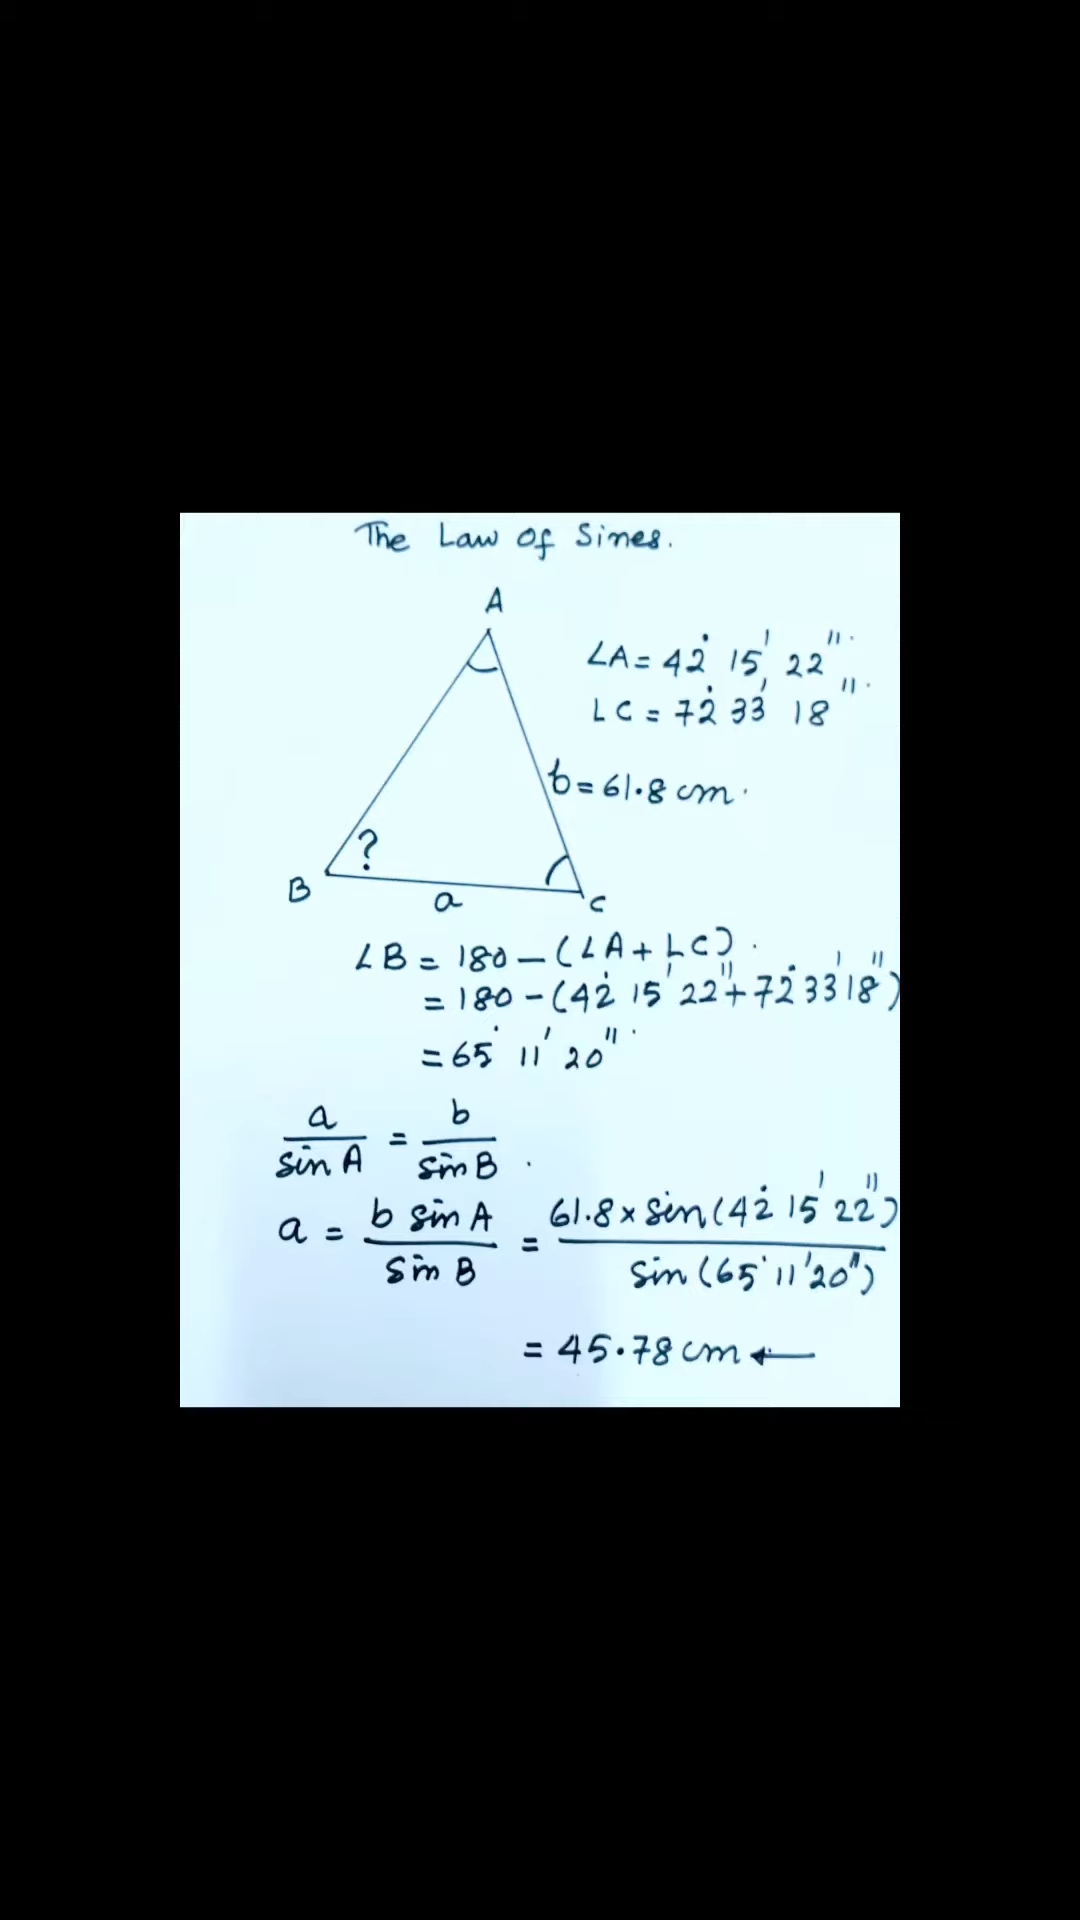 The Law of Sines.
A
∠A = 42° 15' 22"
∠C = 72° 33' 18"
b = 61.8 cm.
?
B
a
C
∠B = 180 - (∠A + ∠C).
= 180 - (42° 15' 22" + 72° 33' 18")
= 65° 11' 20"
a/sin A = b/sin B.
a = b sin A/sin B = 61.8 × sin(42° 15' 22")/sin(65° 11' 20")
= 45.78 cm ←